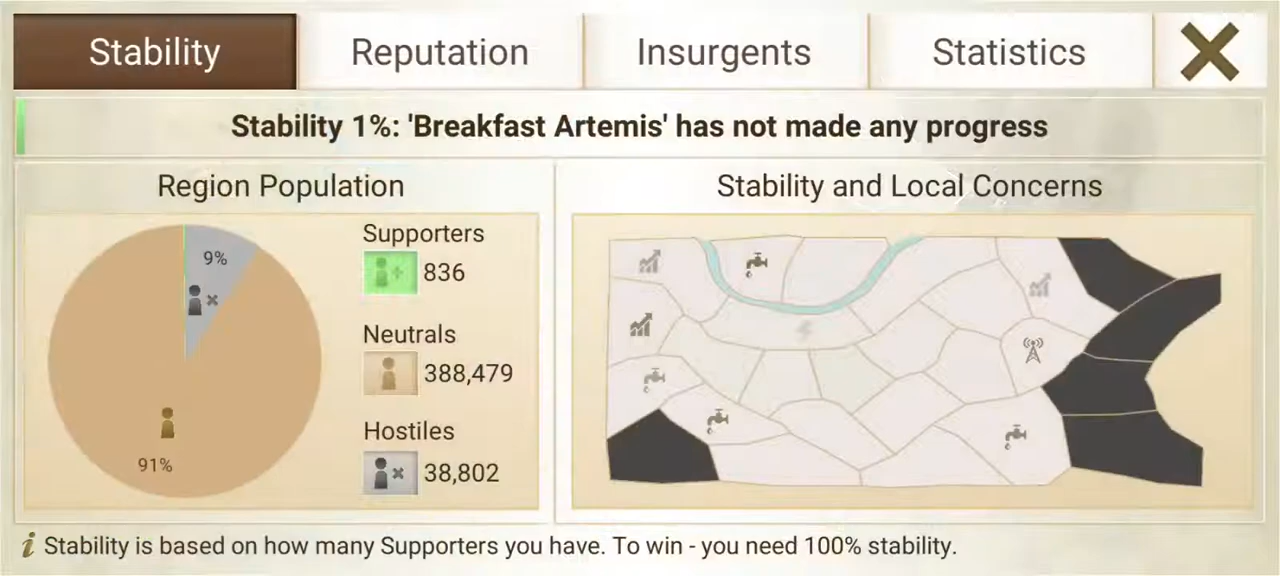 Stability
Reputation
Insurgents
Statistics
Stability 1%: 'Breakfast Artemis' has not made any progress
Region Population
Stability and Local Concerns
9%
91%
Supporters
836
Neutrals
388,479
Hostiles
38,802
i Stability is based on how many Supporters you have. To win - you need 100% stability.